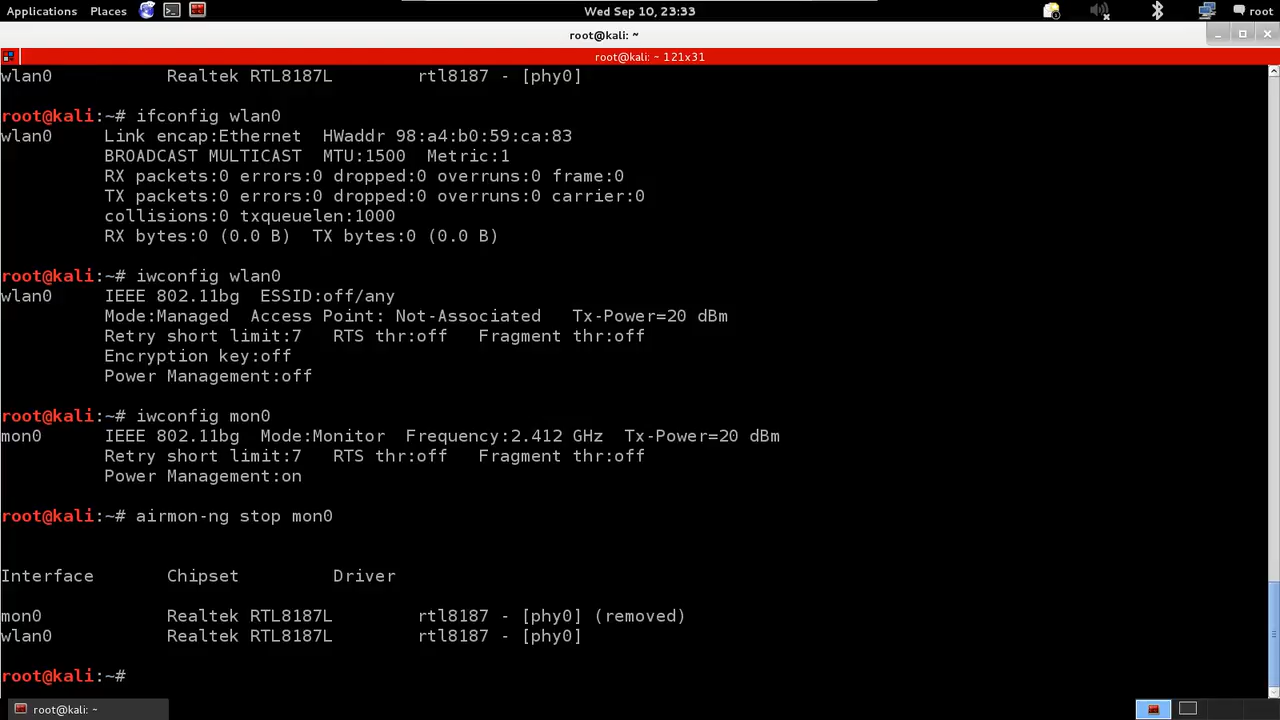 Applications Places Wed Sep 10, 23:33 root
root@kali: ~
root@kali: ~ 121x31
wlan0 Realtek RTL8187L rtl8187 - [phy0]
root@kali:~# ifconfig wlan0
wlan0 Link encap:Ethernet HWaddr 98:a4:b0:59:ca:83
BROADCAST MULTICAST MTU:1500 Metric:1
RX packets:0 errors:0 dropped:0 overruns:0 frame:0
TX packets:0 errors:0 dropped:0 overruns:0 carrier:0
collisions:0 txqueuelen:1000
RX bytes:0 (0.0 B) TX bytes:0 (0.0 B)
root@kali:~# iwconfig wlan0
wlan0 IEEE 802.11bg ESSID:off/any
Mode:Managed Access Point: Not-Associated Tx-Power=20 dBm
Retry short limit:7 RTS thr:off Fragment thr:off
Encryption key:off
Power Management:off
root@kali:~# iwconfig mon0
mon0 IEEE 802.11bg Mode:Monitor Frequency:2.412 GHz Tx-Power=20 dBm
Retry short limit:7 RTS thr:off Fragment thr:off
Power Management:on
root@kali:~# airmon-ng stop mon0
Interface Chipset Driver
mon0 Realtek RTL8187L rtl8187 - [phy0] (removed)
wlan0 Realtek RTL8187L rtl8187 - [phy0]
root@kali:~#
root@kali: ~